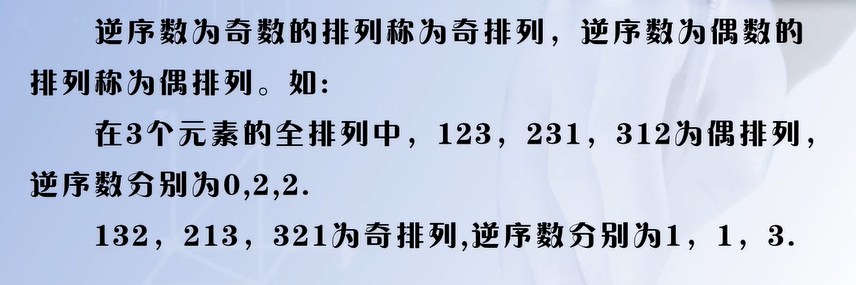 逆序数为奇数的排列称为奇排列，逆序数为偶数的
排列称为偶排列。如:
在3个元素的全排列中，123，231，312为偶排列，
逆序数分别为0,2,2.
132，213，321为奇排列,逆序数分别为1，1，3.